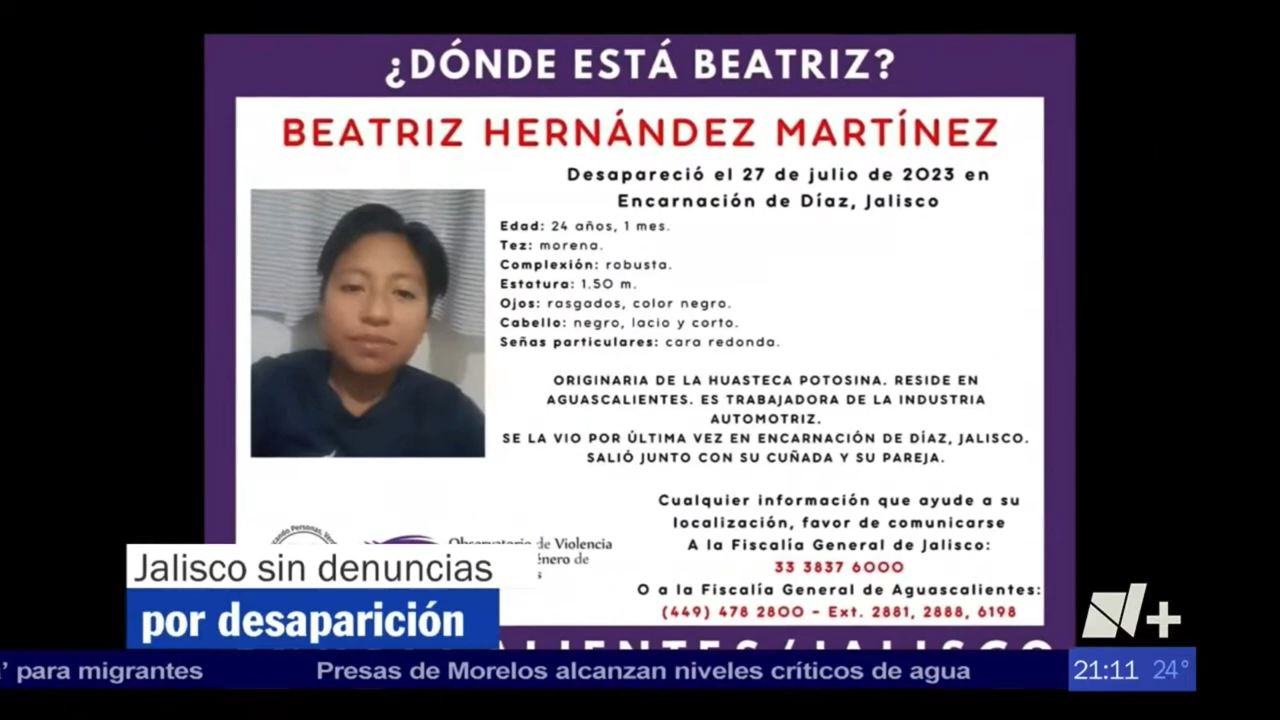 ¿DÓNDE ESTÁ BEATRIZ?
BEATRIZ HERNÁNDEZ MARTÍNEZ
Desapareció el 27 de julio de 2023 en
Encarnación de Díaz, Jalisco
Edad: 24 años, 1 mes.
Tez: morena.
Complexión: robusta.
Estatura: 1.50 m.
Ojos: rasgados, color negro.
Cabello: negro, lacio y corto.
Señas particulares: cara redonda.
ORIGINARIA DE LA HUASTECA POTOSINA. RESIDE EN
AGUASCALIENTES. ES TRABAJADORA DE LA INDUSTRIA
AUTOMOTRIZ.
SE LA VIO POR ÚLTIMA VEZ EN ENCARNACIÓN DE DÍAZ, JALISCO.
SALIÓ JUNTO CON SU CUÑADA Y SU PAREJA.
Cualquier información que ayude a su
localización, favor de comunicarse
A la Fiscalía General de Jalisco:
33 3837 6000
O a la Fiscalía General de Aguascalientes:
(449) 478 2800 - Ext. 2881, 2888, 6198
Personas,
de Violencia
de
Jalisco sin denuncias
por desaparición
JALISCO
N+
' para migrantes
Presas de Morelos alcanzan niveles críticos de agua
21:11 24°